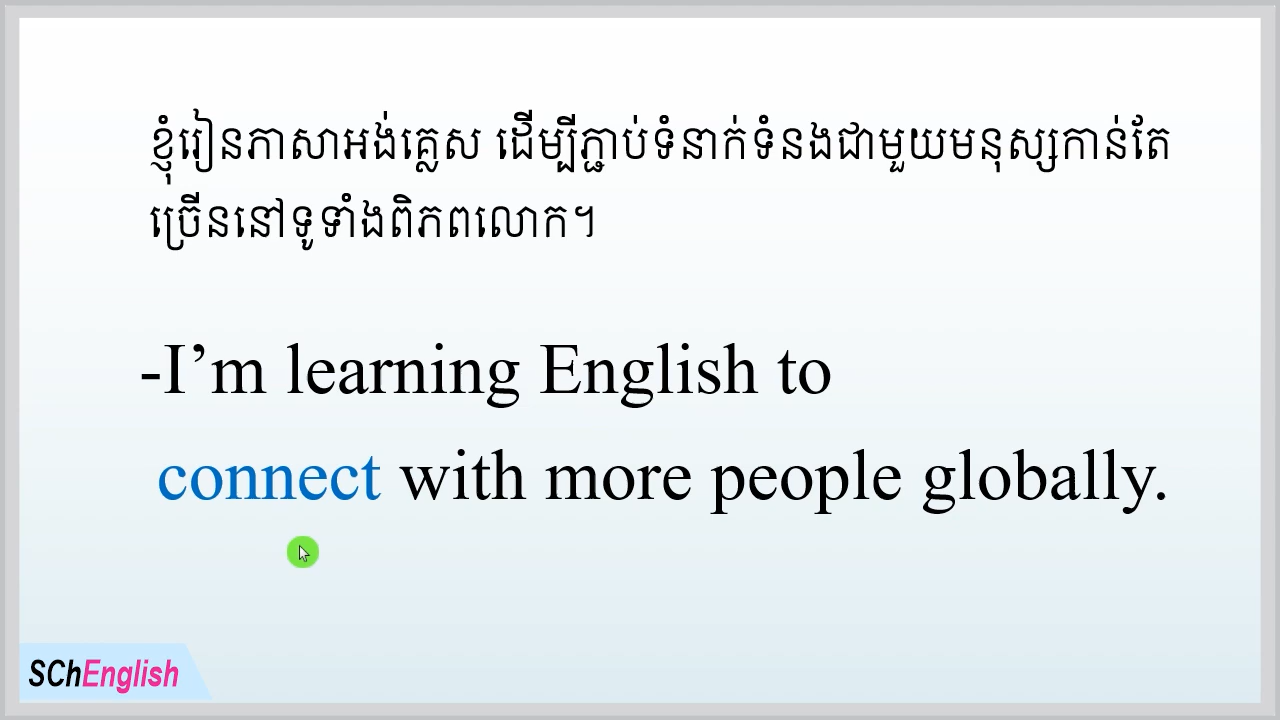 ខ្ញុំរៀនភាសាអង់គ្លេស ដើម្បីភ្ជាប់ទំនាក់ទំនងជាមួយមនុស្សកាន់តែ
ច្រើននៅទូទាំងពិភពលោក។
-I’m learning English to
connect with more people globally.
SChEnglish